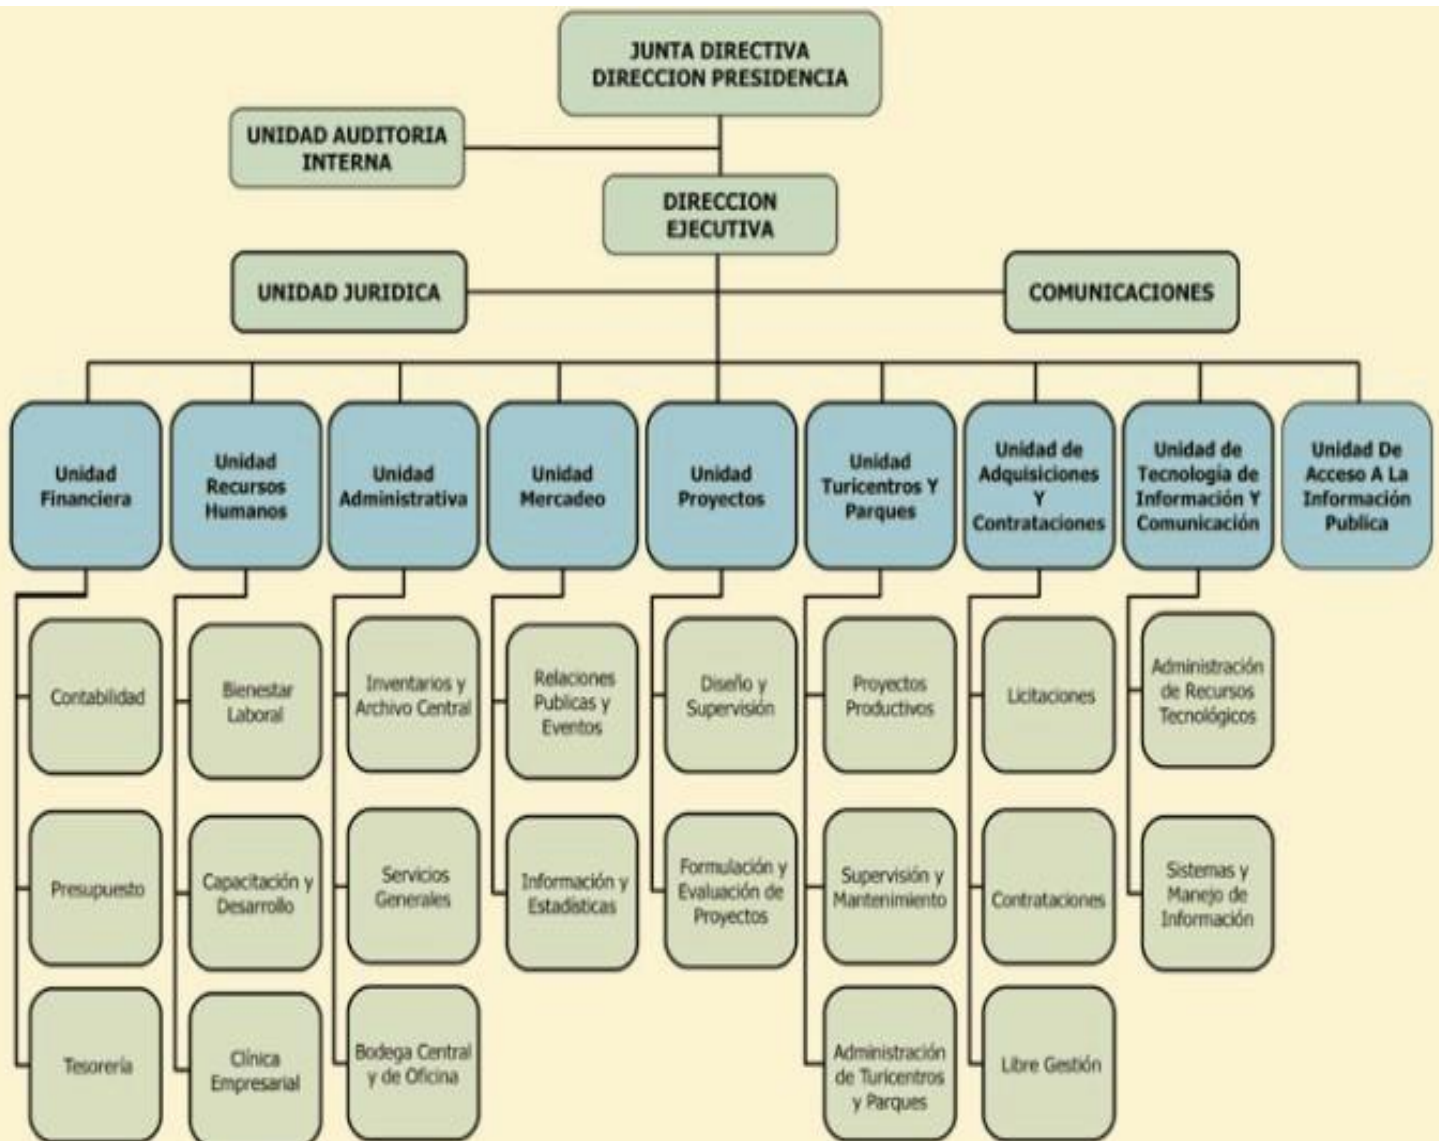 JUNTA DIRECTIVA
DIRECCION PRESIDENCIA
UNIDAD AUDITORIA
INTERNA
DIRECCION
EJECUTIVA
UNIDAD JURIDICA
COMUNICACIONES
Unidad
Financiera
Unidad
Recursos
Humanos
Unidad
Administrativa
Unidad
Mercadeo
Unidad
Proyectos
Unidad
Turicentros Y
Parques
Unidad de
Adquisiciones
Y
Contrataciones
Unidad de
Tecnología de
Información Y
Comunicación
Unidad De
Acceso A La
Información
Publica
Contabilidad
Bienestar
Laboral
Inventarios y
Archivo Central
Relaciones
Publicas y
Eventos
Diseño y
Supervisión
Proyectos
Productivos
Licitaciones
Administración
de Recursos
Tecnológicos
Presupuesto
Capacitación y
Desarrollo
Servicios
Generales
Información y
Estadísticas
Formulación y
Evaluación de
Proyectos
Supervisión y
Mantenimiento
Contrataciones
Sistemas y
Manejo de
Información
Tesorería
Clínica
Empresarial
Bodega Central
y de Oficina
Administración
de Turicentros
y Parques
Libre Gestión